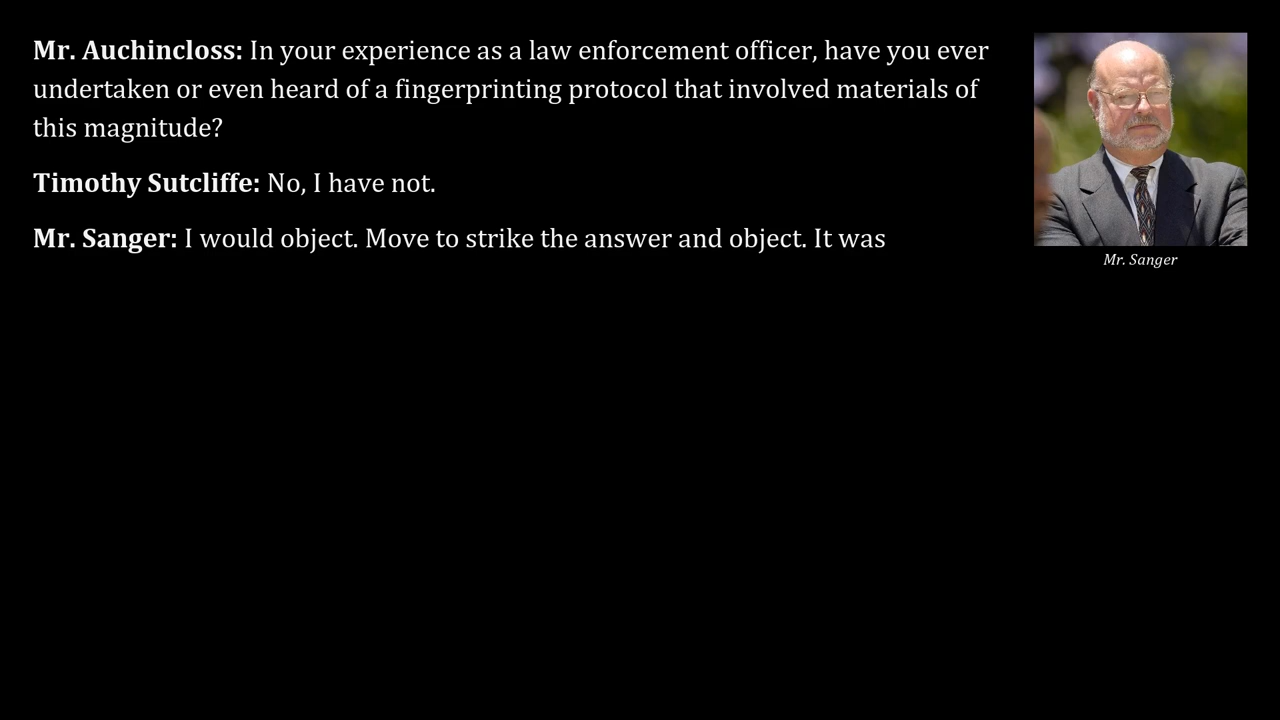 Mr. Auchincloss: In your experience as a law enforcement officer, have you ever
undertaken or even heard of a fingerprinting protocol that involved materials of
this magnitude?
Timothy Sutcliffe: No, I have not.
Mr. Sanger: I would object. Move to strike the answer and object. It was
Mr. Sanger